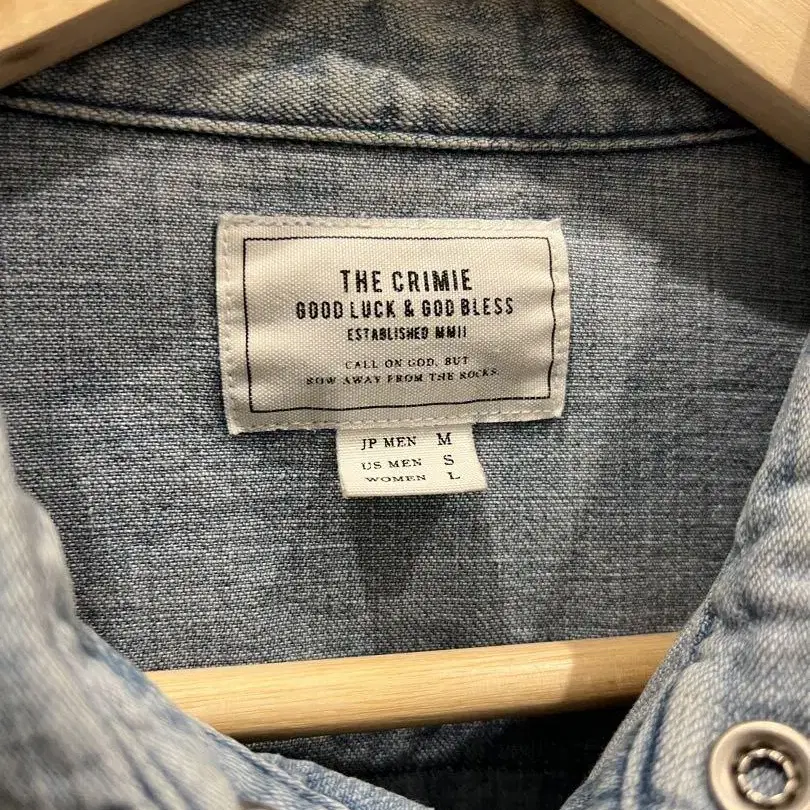 THE CRIMIE
GOOD LUCK & GOD BLESS
ESTABLISHED MMII
CALL ON GOD, BUT
ROW AWAY FROM THE ROCKS.
JP MEN M
US MEN S
WOMEN L